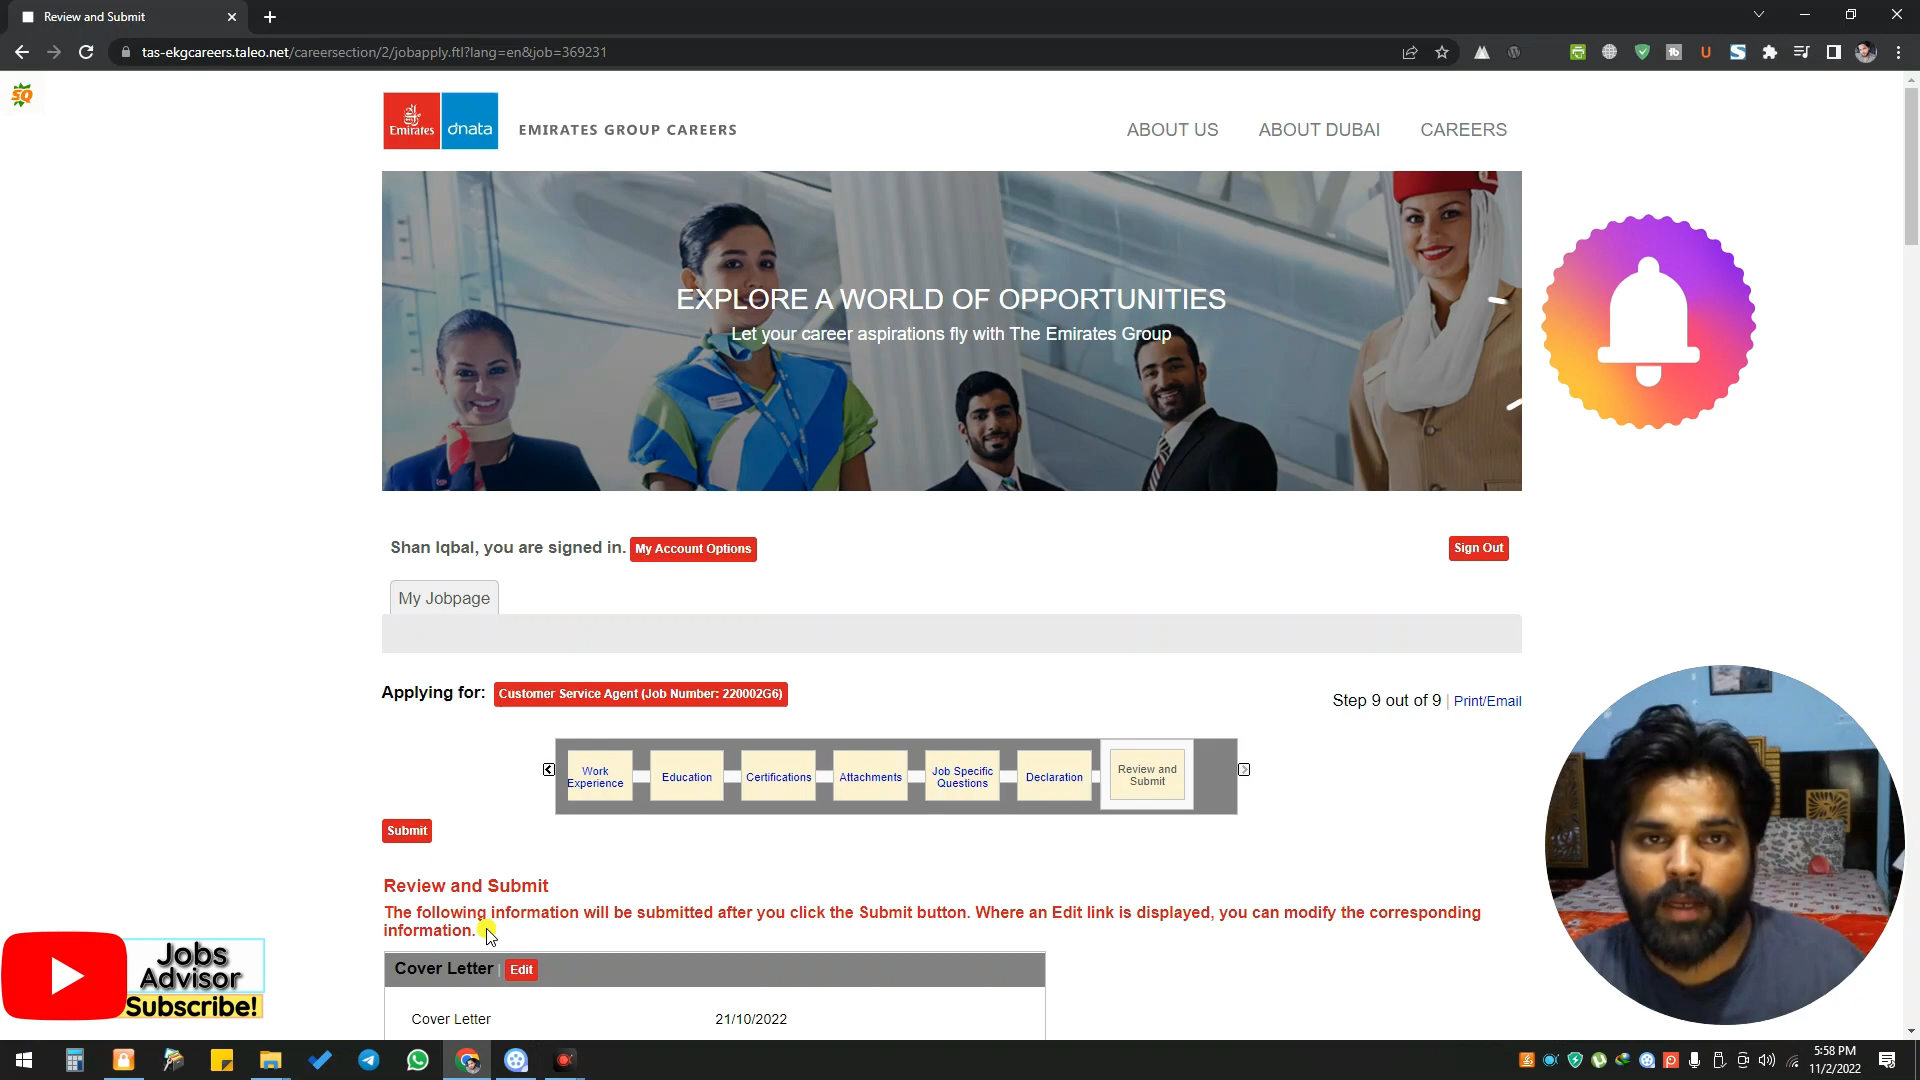 Review and Submit
tas-ekgcareers.taleo.net/careersection/2/jobapply.ftl?lang=en&job=369231
SQ
Emirates
dnata
EMIRATES GROUP CAREERS
ABOUT US
ABOUT DUBAI
CAREERS
EXPLORE A WORLD OF OPPORTUNITIES
Let your career aspirations fly with The Emirates Group
Shan Iqbal, you are signed in. My Account Options
Sign Out
My Jobpage
Applying for: Customer Service Agent (Job Number: 220002G6)
Step 9 out of 9 | Print/Email
Work Experience
Education
Certifications
Attachments
Job Specific Questions
Declaration
Review and Submit
Submit
Review and Submit
The following information will be submitted after you click the Submit button. Where an Edit link is displayed, you can modify the corresponding
information.
Cover Letter | Edit
Cover Letter 21/10/2022
Jobs
Advisor
Subscribe!
5:58 PM
11/2/2022